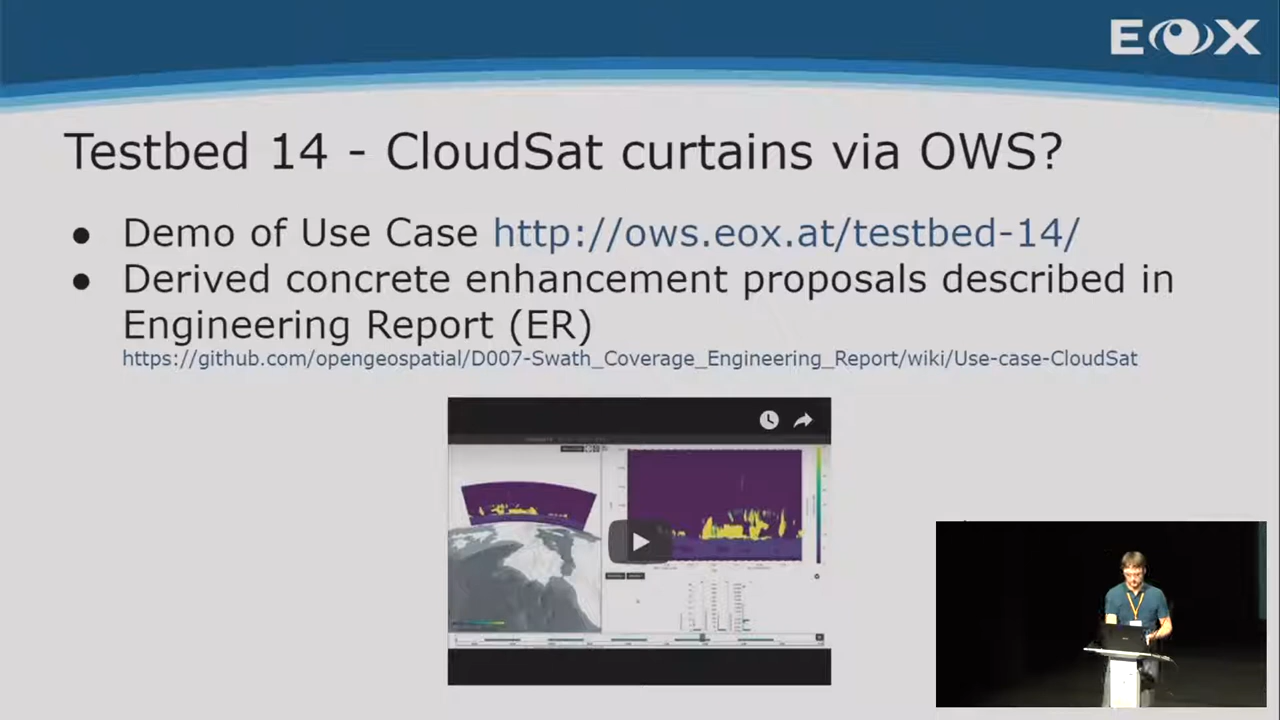 EOX
Testbed 14 - CloudSat curtains via OWS?
● Demo of Use Case http://ows.eox.at/testbed-14/
● Derived concrete enhancement proposals described in
Engineering Report (ER)
https://github.com/opengeospatial/D007-Swath_Coverage_Engineering_Report/wiki/Use-case-CloudSat